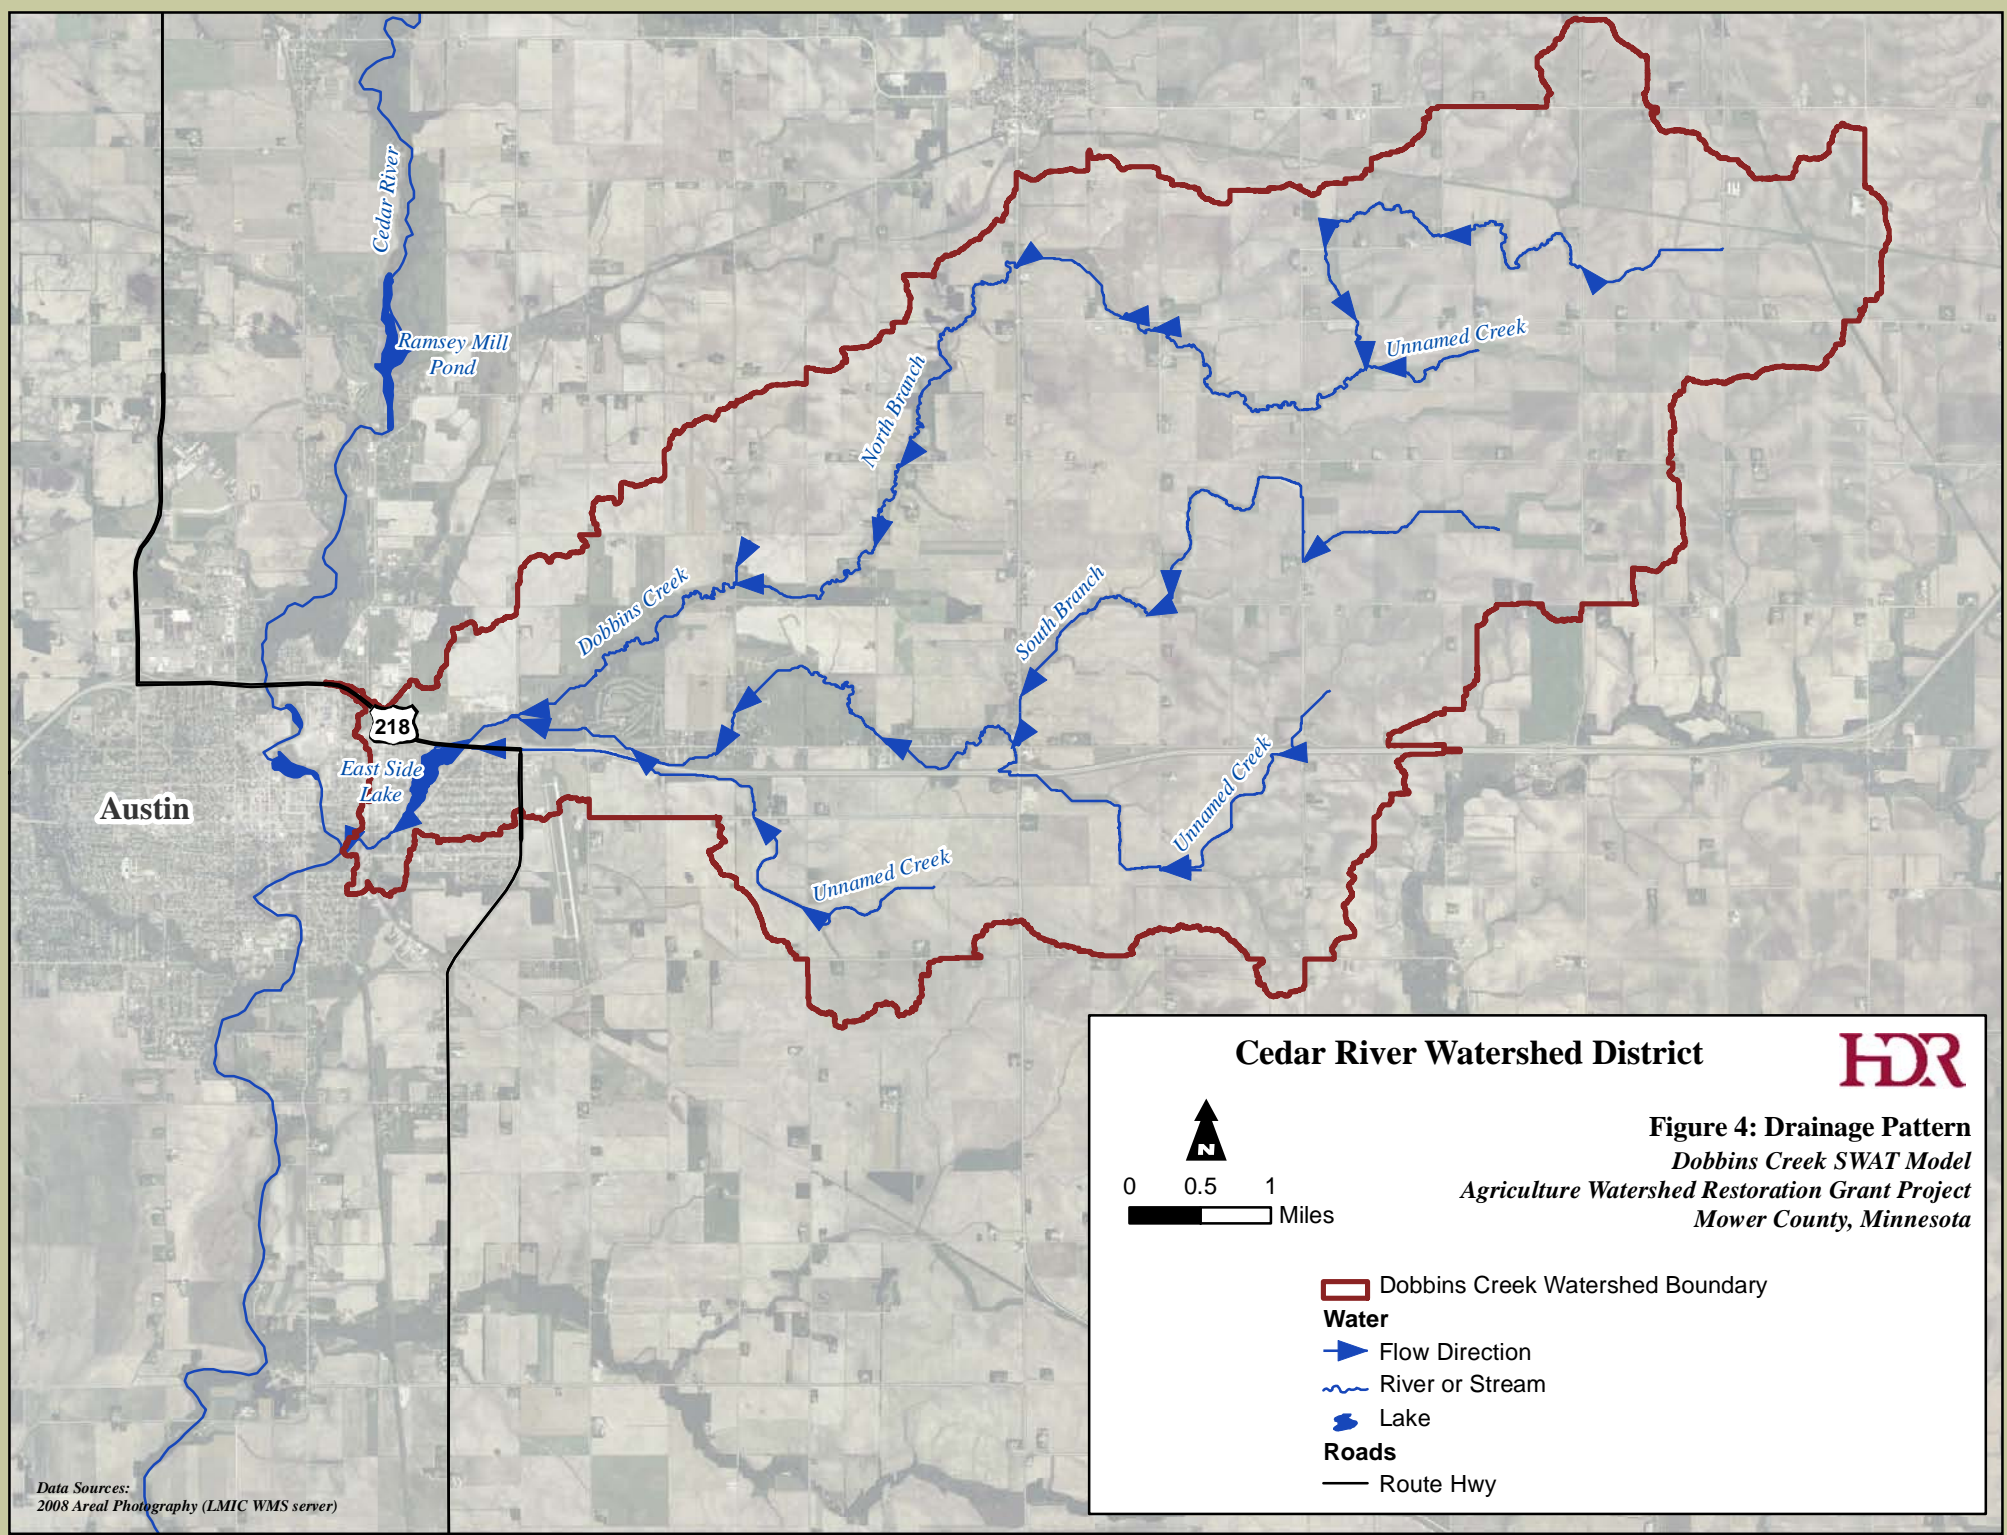 Cedar River
Ramsey Mill
Pond
North Branch
Unnamed Creek
Dobbins Creek
South Branch
218
East Side
Lake
Austin
Unnamed Creek
Unnamed Creek
Cedar River Watershed District
HDR
N
Figure 4: Drainage Pattern
Dobbins Creek SWAT Model
Agriculture Watershed Restoration Grant Project
Mower County, Minnesota
0 0.5 1
Miles
Dobbins Creek Watershed Boundary
Water
Flow Direction
River or Stream
Lake
Roads
Route Hwy
Data Sources:
2008 Areal Photography (LMIC WMS server)